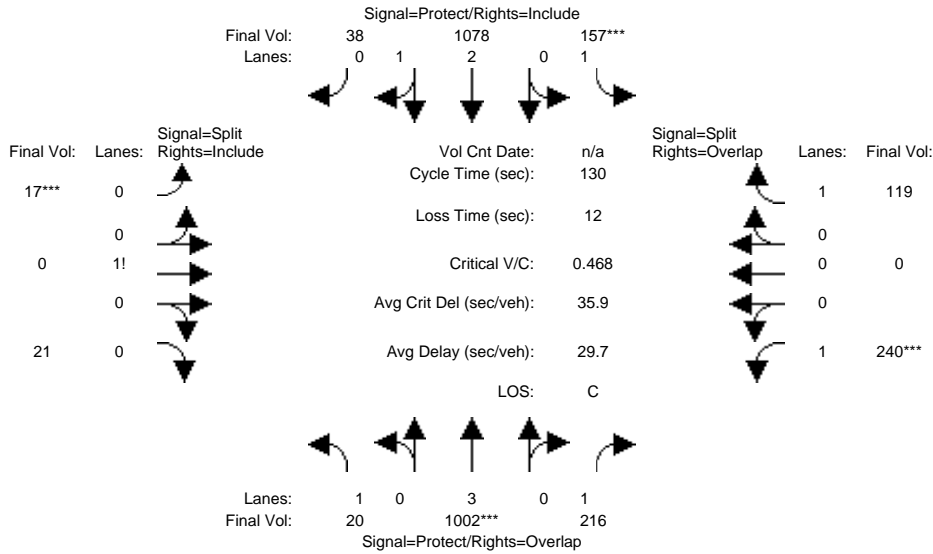 Signal=Protect/Rights=Include
Final Vol: 38 1078 157***
Lanes: 0 1 2 0 1
Signal=Split Signal=Split
Final Vol: Lanes: Rights=Include Vol Cnt Date: n/a Rights=Overlap Lanes: Final Vol:
Cycle Time (sec): 130
17*** 0 1 119
Loss Time (sec): 12
0 0
0 1! Critical V/C: 0.468 0 0
0 Avg Crit Del (sec/veh): 35.9 0
21 0 Avg Delay (sec/veh): 29.7 1 240***
LOS: C
Lanes: 1 0 3 0 1
Final Vol: 20 1002*** 216
Signal=Protect/Rights=Overlap